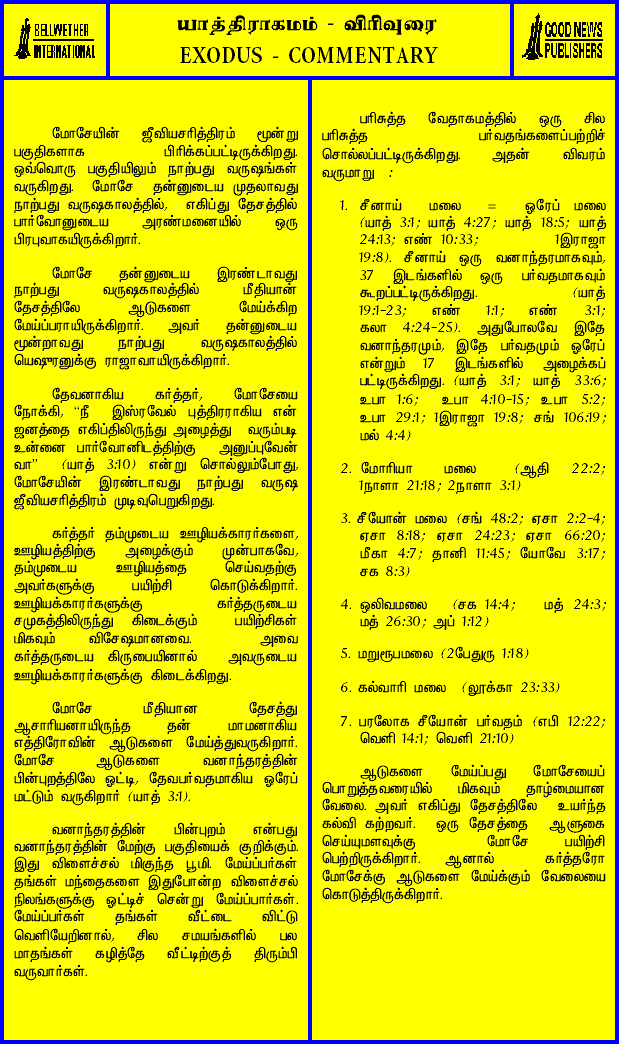 BELLWETHER
INTERNATIONAL
யாத்திராகமம் - விரிவுரை
EXODUS - COMMENTARY
GOOD NEWS
PUBLISHERS
மோசேயின் ஜீவியசரித்திரம் மூன்று
பகுதிகளாக பிரிக்கப்பட்டிருக்கிறது.
ஒவ்வொரு பகுதியிலும் நாற்பது வருஷங்கள்
வருகிறது. மோசே தன்னுடைய முதலாவது
நாற்பது வருஷகாலத்தில், எகிப்து தேசத்தில்
பார்வோனுடைய அரண்மனையில் ஒரு
பிரபுவாகயிருக்கிறார்.
மோசே தன்னுடைய இரண்டாவது
நாற்பது வருஷகாலத்தில் மீதியான்
தேசத்திலே ஆடுகளை மேய்க்கிற
மேய்ப்பராயிருக்கிறார். அவர் தன்னுடைய
மூன்றாவது நாற்பது வருஷகாலத்தில்
யெஷுரனுக்கு ராஜாவாயிருக்கிறார்.
தேவனாகிய கர்த்தர், மோசேயை
நோக்கி, “நீ இஸ்ரவேல் புத்திரராகிய என்
ஜனத்தை எகிப்திலிருந்து அழைத்து வரும்படி
உன்னை பார்வோனிடத்திற்கு அனுப்புவேன்
வா” (யாத் 3:10) என்று சொல்லும்போது,
மோசேயின் இரண்டாவது நாற்பது வருஷ
ஜீவியசரித்திரம் முடிவுபெறுகிறது.
கர்த்தர் தம்முடைய ஊழியக்காரர்களை,
ஊழியத்திற்கு அழைக்கும் முன்பாகவே,
தம்முடைய ஊழியத்தை செய்வதற்கு
அவர்களுக்கு பயிற்சி கொடுக்கிறார்.
ஊழியக்காரர்களுக்கு கர்த்தருடைய
சமுகத்திலிருந்து கிடைக்கும் பயிற்சிகள்
மிகவும் விசேஷமானவை. அவை
கர்த்தருடைய கிருபையினால் அவருடைய
ஊழியக்காரர்களுக்கு கிடைக்கிறது.
மோசே மீதியான தேசத்து
ஆசாரியனாயிருந்த தன் மாமனாகிய
எத்திரோவின் ஆடுகளை மேய்த்துவருகிறார்.
மோசே ஆடுகளை வனாந்தரத்தின்
பின்புறத்திலே ஓட்டி, தேவபர்வதமாகிய ஓரேப்
மட்டும் வருகிறார் (யாத் 3:1).
வனாந்தரத்தின் பின்புறம் என்பது
வனாந்தரத்தின் மேற்கு பகுதியைக் குறிக்கும்.
இது விளைச்சல் மிகுந்த பூமி. மேய்ப்பர்கள்
தங்கள் மந்தைகளை இதுபோன்ற விளைச்சல்
நிலங்களுக்கு ஓட்டிச் சென்று மேய்ப்பார்கள்.
மேய்ப்பர்கள் தங்கள் வீட்டை விட்டு
வெளியேறினால், சில சமயங்களில் பல
மாதங்கள் கழித்தே வீட்டிற்குத் திரும்பி
வருவார்கள்.
பரிசுத்த வேதாகமத்தில் ஒரு சில
பரிசுத்த பர்வதங்களைப்பற்றிச்
சொல்லப்பட்டிருக்கிறது. அதன் விவரம்
வருமாறு :
1. சீனாய் மலை = ஓரேப் மலை
(யாத் 3:1; யாத் 4:27; யாத் 18:5; யாத்
24:13; எண் 10:33; 1இராஜா
19:8). சீனாய் ஒரு வனாந்தரமாகவும்,
37 இடங்களில் ஒரு பர்வதமாகவும்
கூறப்பட்டிருக்கிறது. (யாத்
19:1-23; எண் 1:1; எண் 3:1;
கலா 4:24-25). அதுபோலவே இதே
வனாந்தரமும், இதே பர்வதமும் ஓரேப்
என்றும் 17 இடங்களில் அழைக்கப்
பட்டிருக்கிறது. (யாத் 3:1; யாத் 33:6;
உபா 1:6; உபா 4:10-15; உபா 5:2;
உபா 29:1; 1இராஜா 19:8; சங் 106:19;
மல் 4:4)
2. மோரியா மலை (ஆதி 22:2;
1நாளா 21:18; 2நாளா 3:1)
3. சீயோன் மலை (சங் 48:2; ஏசா 2:2-4;
ஏசா 8:18; ஏசா 24:23; ஏசா 66:20;
மீகா 4:7; தானி 11:45; யோவே 3:17;
சக 8:3)
4. ஒலிவமலை (சக 14:4; மத் 24:3;
மத் 26:30; அப் 1:12)
5. மறுரூபமலை (2பேதுரு 1:18)
6. கல்வாரி மலை (லூக்கா 23:33)
7. பரலோக சீயோன் பர்வதம் (எபி 12:22;
வெளி 14:1; வெளி 21:10)
ஆடுகளை மேய்ப்பது மோசேயைப்
பொறுத்தவரையில் மிகவும் தாழ்மையான
வேலை. அவர் எகிப்து தேசத்திலே உயர்ந்த
கல்வி கற்றவர். ஒரு தேசத்தை ஆளுகை
செய்யுமளவுக்கு மோசே பயிற்சி
பெற்றிருக்கிறார். ஆனால் கர்த்தரோ
மோசேக்கு ஆடுகளை மேய்க்கும் வேலையை
கொடுத்திருக்கிறார்.